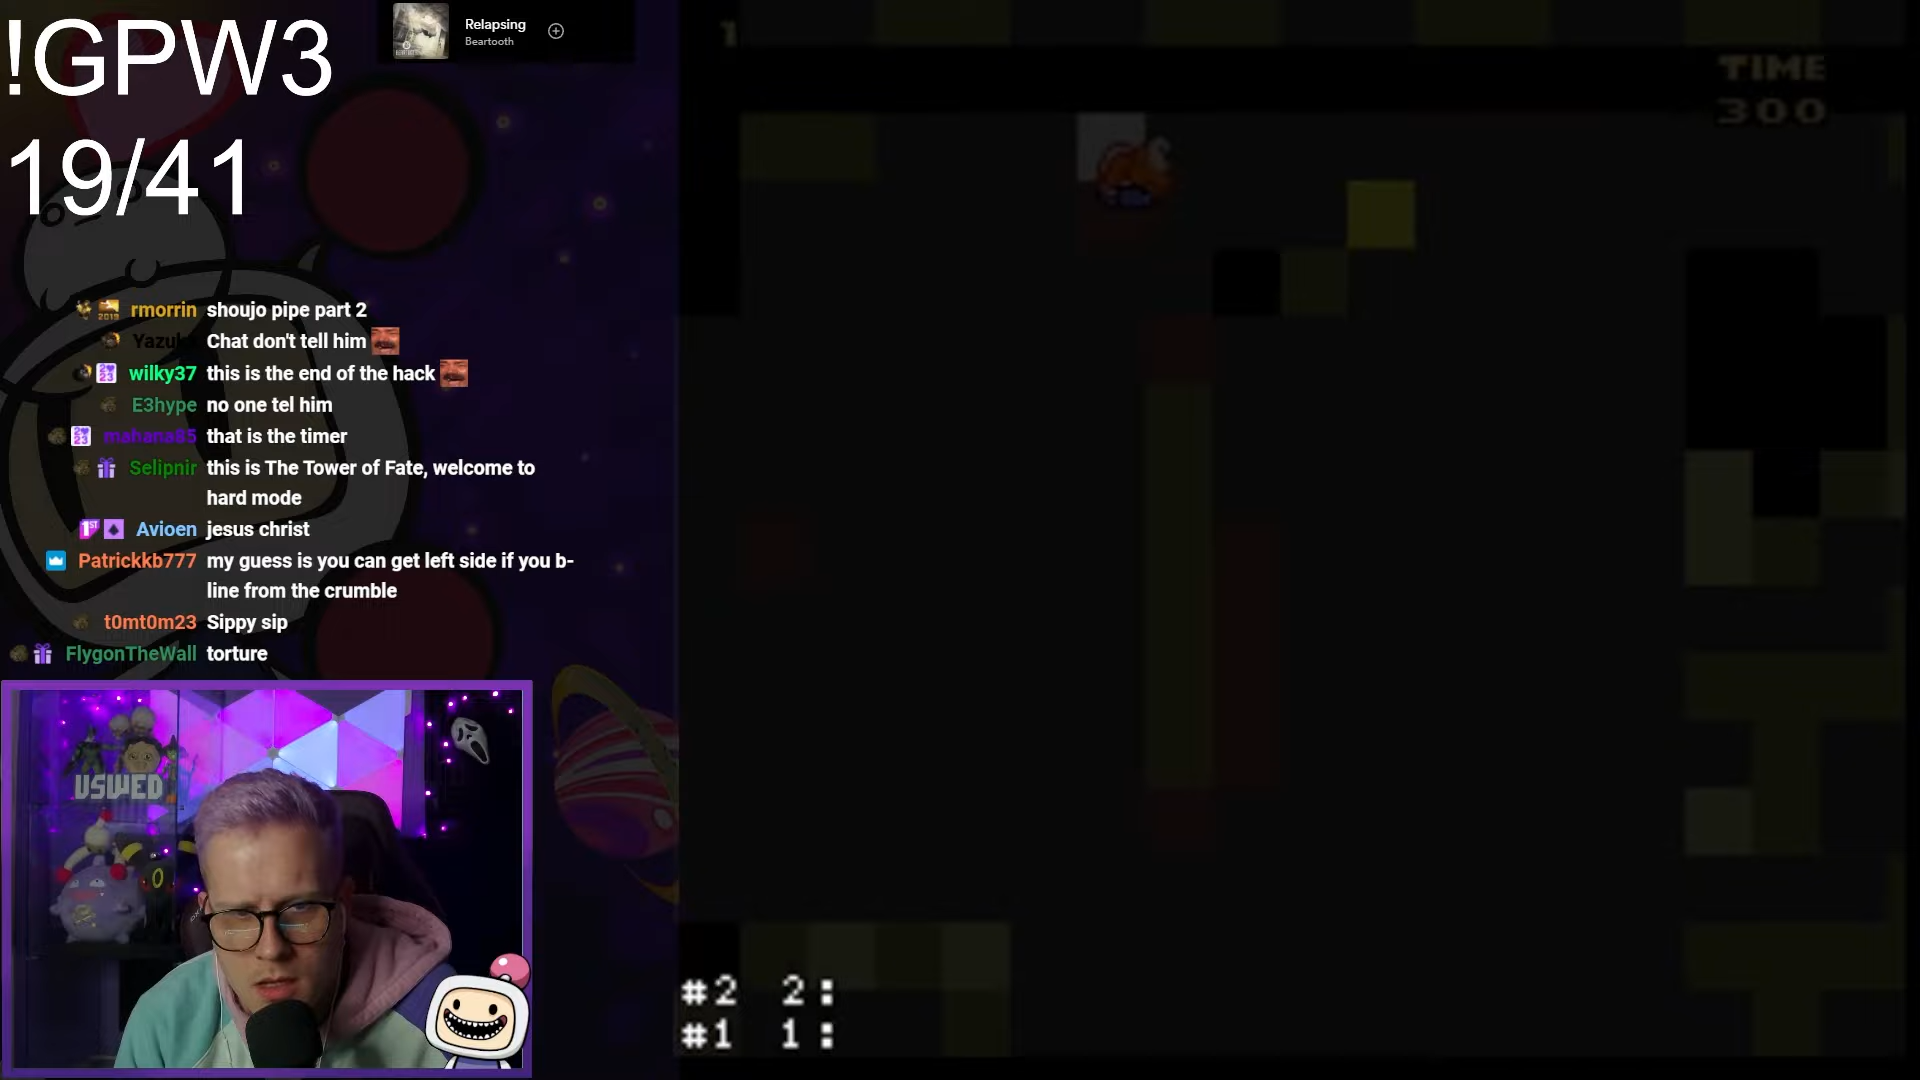 !GPW3
19/41
Relapsing
Beartooth
1
TIME
300
rmorrin shoujo pipe part 2
Chat don't tell him
wilky37 this is the end of the hack
E3hype no one tel him
mahana85 that is the timer
Selipnir this is The Tower of Fate, welcome to
hard mode
Avioen jesus christ
Patrickkb777 my guess is you can get left side if you b-
line from the crumble
t0mt0m23 Sippy sip
FlygonTheWall torture
USWED
#2 2:
#1 1: